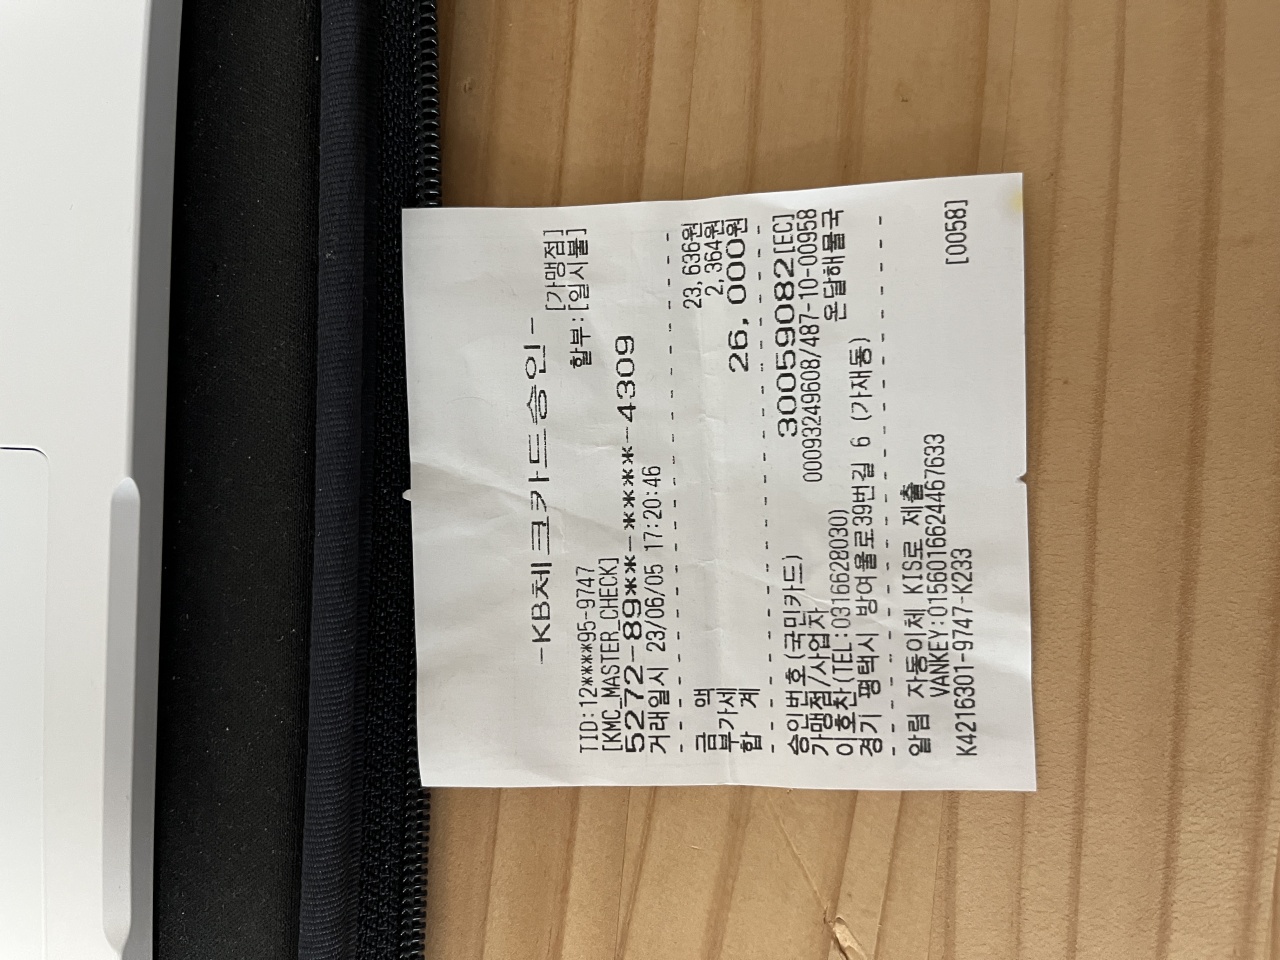 -KB체크카드승인-
[가맹점]
TID:12****95-9747 할부:[일시불]
[KMC_MASTER_CHECK]
5272-89**-****-4309
거래일시 23/06/05 17:20:46
금 액 23,636원
부가세 2,364원
합 계 26,000원
승인번호(국민카드) 30059082[EC]
가맹점/사업자 00093249608/487-10-00958
이호찬(TEL:0316628030) 온달해물국
경기 평택시 방여울로39번길 6 (가재동)
알림 자동이체 KIS로 제출
VANKEY:0156016624467633
K4216301-9747-K233 [0058]